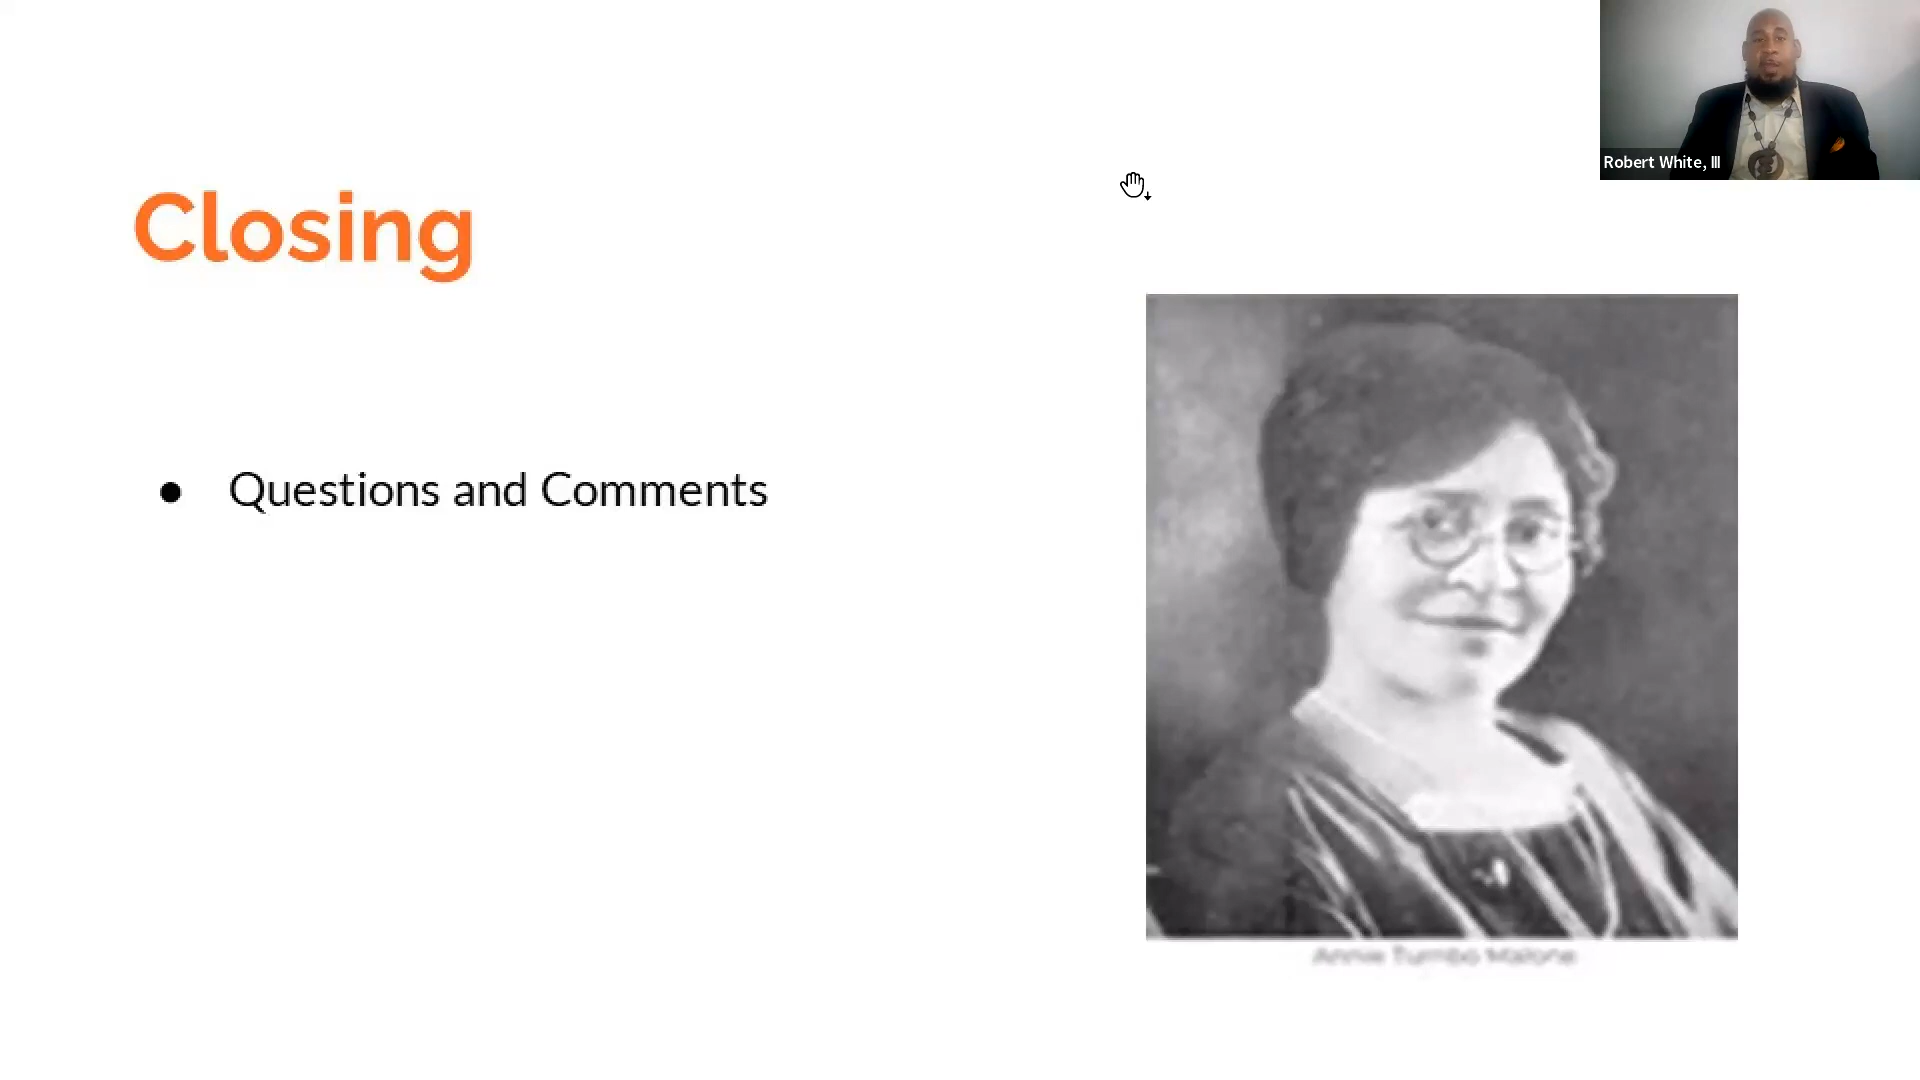 Robert White, III
Closing
● Questions and Comments
Annie Turnbo Malone